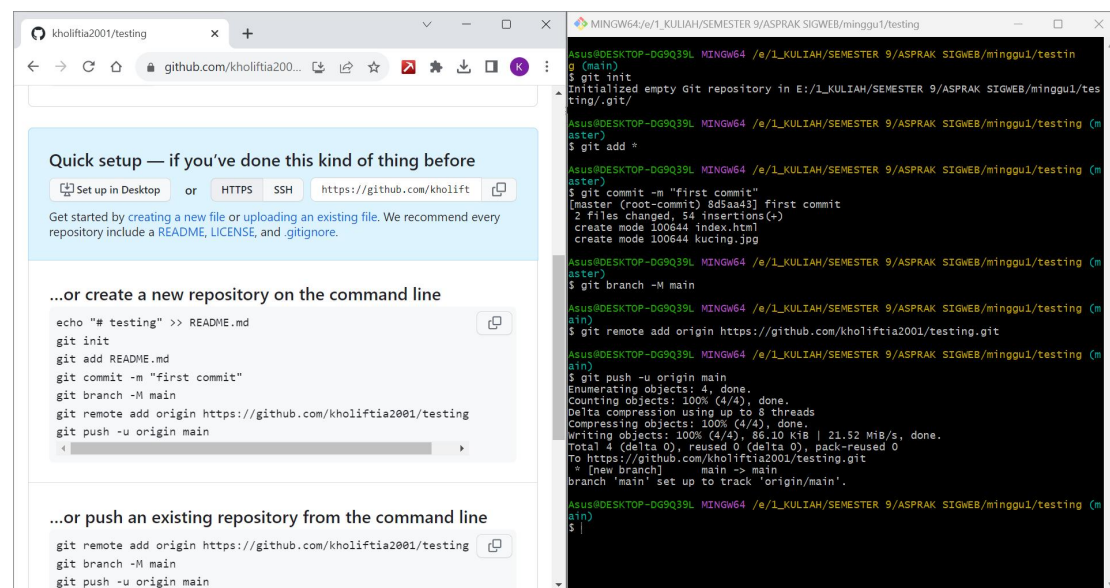 kholiftia2001/testing
github.com/kholiftia200...
K
Quick setup — if you've done this kind of thing before
Set up in Desktop or HTTPS SSH https://github.com/kholift
Get started by creating a new file or uploading an existing file. We recommend every
repository include a README, LICENSE, and .gitignore.
...or create a new repository on the command line
echo "# testing" >> README.md
git init
git add README.md
git commit -m "first commit"
git branch -M main
git remote add origin https://github.com/kholiftia2001/testing
git push -u origin main
...or push an existing repository from the command line
git remote add origin https://github.com/kholiftia2001/testing
git branch -M main
git push -u origin main
MINGW64:/e/1_KULIAH/SEMESTER 9/ASPRAK SIGWEB/minggu1/testing
Asus@DESKTOP-DG9Q39L MINGW64 /e/1_KULIAH/SEMESTER 9/ASPRAK SIGWEB/minggu1/testin
g (main)
$ git init
Initialized empty Git repository in E:/1_KULIAH/SEMESTER 9/ASPRAK SIGWEB/minggu1/tes
ting/.git/
Asus@DESKTOP-DG9Q39L MINGW64 /e/1_KULIAH/SEMESTER 9/ASPRAK SIGWEB/minggu1/testing (m
aster)
$ git add *
Asus@DESKTOP-DG9Q39L MINGW64 /e/1_KULIAH/SEMESTER 9/ASPRAK SIGWEB/minggu1/testing (m
aster)
$ git commit -m "first commit"
[master (root-commit) 8d5aa43] first commit
2 files changed, 54 insertions(+)
create mode 100644 index.html
create mode 100644 kucing.jpg
Asus@DESKTOP-DG9Q39L MINGW64 /e/1_KULIAH/SEMESTER 9/ASPRAK SIGWEB/minggu1/testing (m
aster)
$ git branch -M main
Asus@DESKTOP-DG9Q39L MINGW64 /e/1_KULIAH/SEMESTER 9/ASPRAK SIGWEB/minggu1/testing (m
ain)
$ git remote add origin https://github.com/kholiftia2001/testing.git
Asus@DESKTOP-DG9Q39L MINGW64 /e/1_KULIAH/SEMESTER 9/ASPRAK SIGWEB/minggu1/testing (m
ain)
$ git push -u origin main
Enumerating objects: 4, done.
Counting objects: 100% (4/4), done.
Delta compression using up to 8 threads
Compressing objects: 100% (4/4), done.
Writing objects: 100% (4/4), 86.10 KiB | 21.52 MiB/s, done.
Total 4 (delta 0), reused 0 (delta 0), pack-reused 0
To https://github.com/kholiftia2001/testing.git
* [new branch] main -> main
branch 'main' set up to track 'origin/main'.
Asus@DESKTOP-DG9Q39L MINGW64 /e/1_KULIAH/SEMESTER 9/ASPRAK SIGWEB/minggu1/testing (m
ain)
$